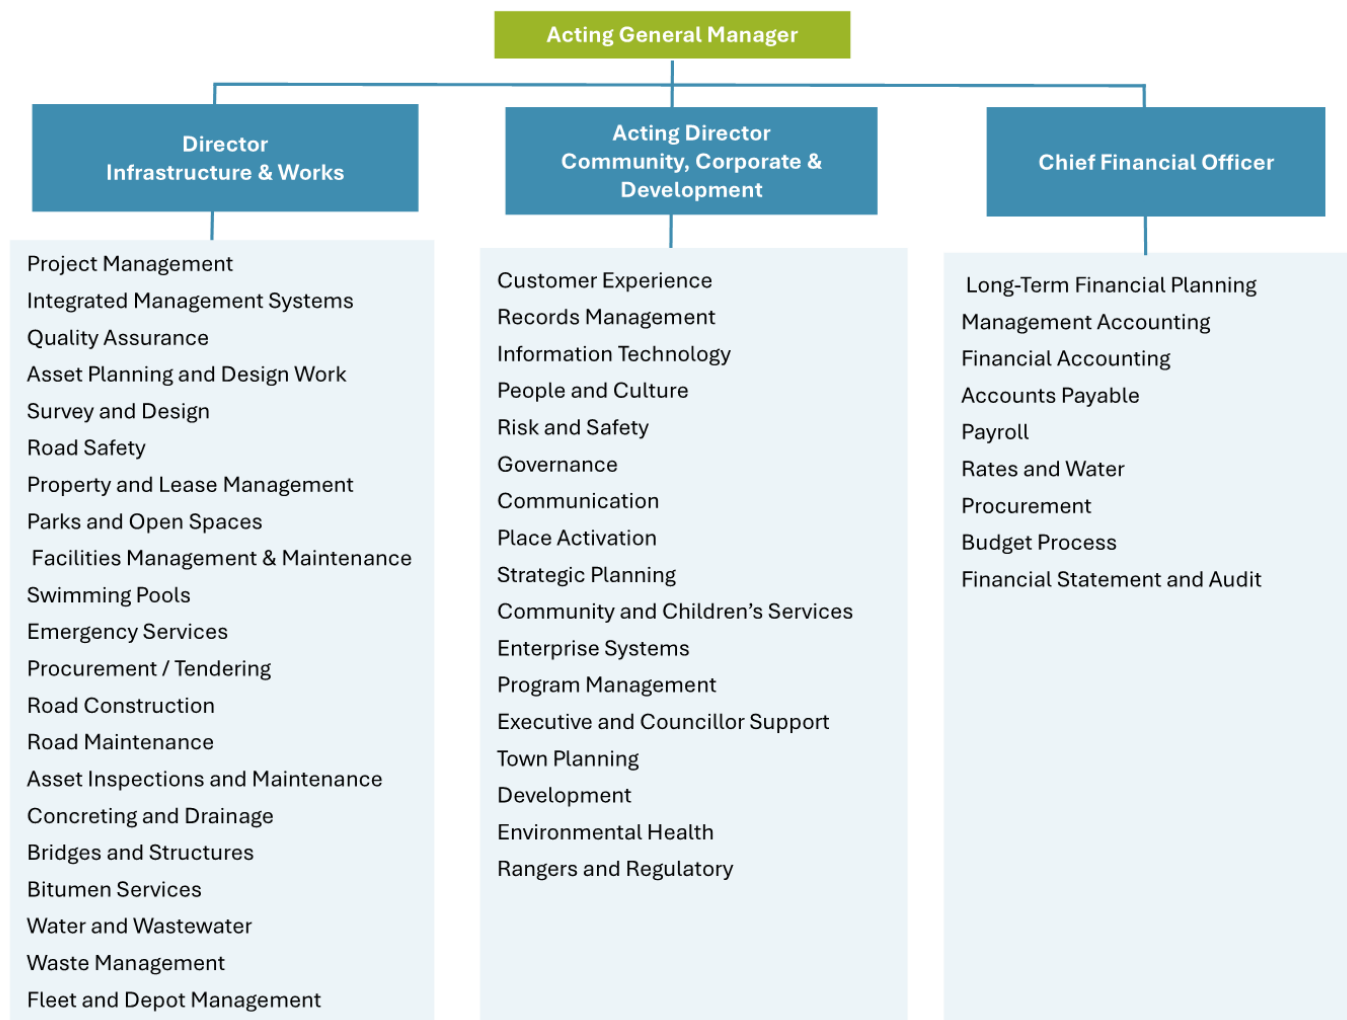 Acting General Manager
Director
Infrastructure & Works
Acting Director
Community, Corporate &
Development
Chief Financial Officer
Project Management
Integrated Management Systems
Quality Assurance
Asset Planning and Design Work
Survey and Design
Road Safety
Property and Lease Management
Parks and Open Spaces
Facilities Management & Maintenance
Swimming Pools
Emergency Services
Procurement / Tendering
Road Construction
Road Maintenance
Asset Inspections and Maintenance
Concreting and Drainage
Bridges and Structures
Bitumen Services
Water and Wastewater
Waste Management
Fleet and Depot Management
Customer Experience
Records Management
Information Technology
People and Culture
Risk and Safety
Governance
Communication
Place Activation
Strategic Planning
Community and Children’s Services
Enterprise Systems
Program Management
Executive and Councillor Support
Town Planning
Development
Environmental Health
Rangers and Regulatory
Long-Term Financial Planning
Management Accounting
Financial Accounting
Accounts Payable
Payroll
Rates and Water
Procurement
Budget Process
Financial Statement and Audit